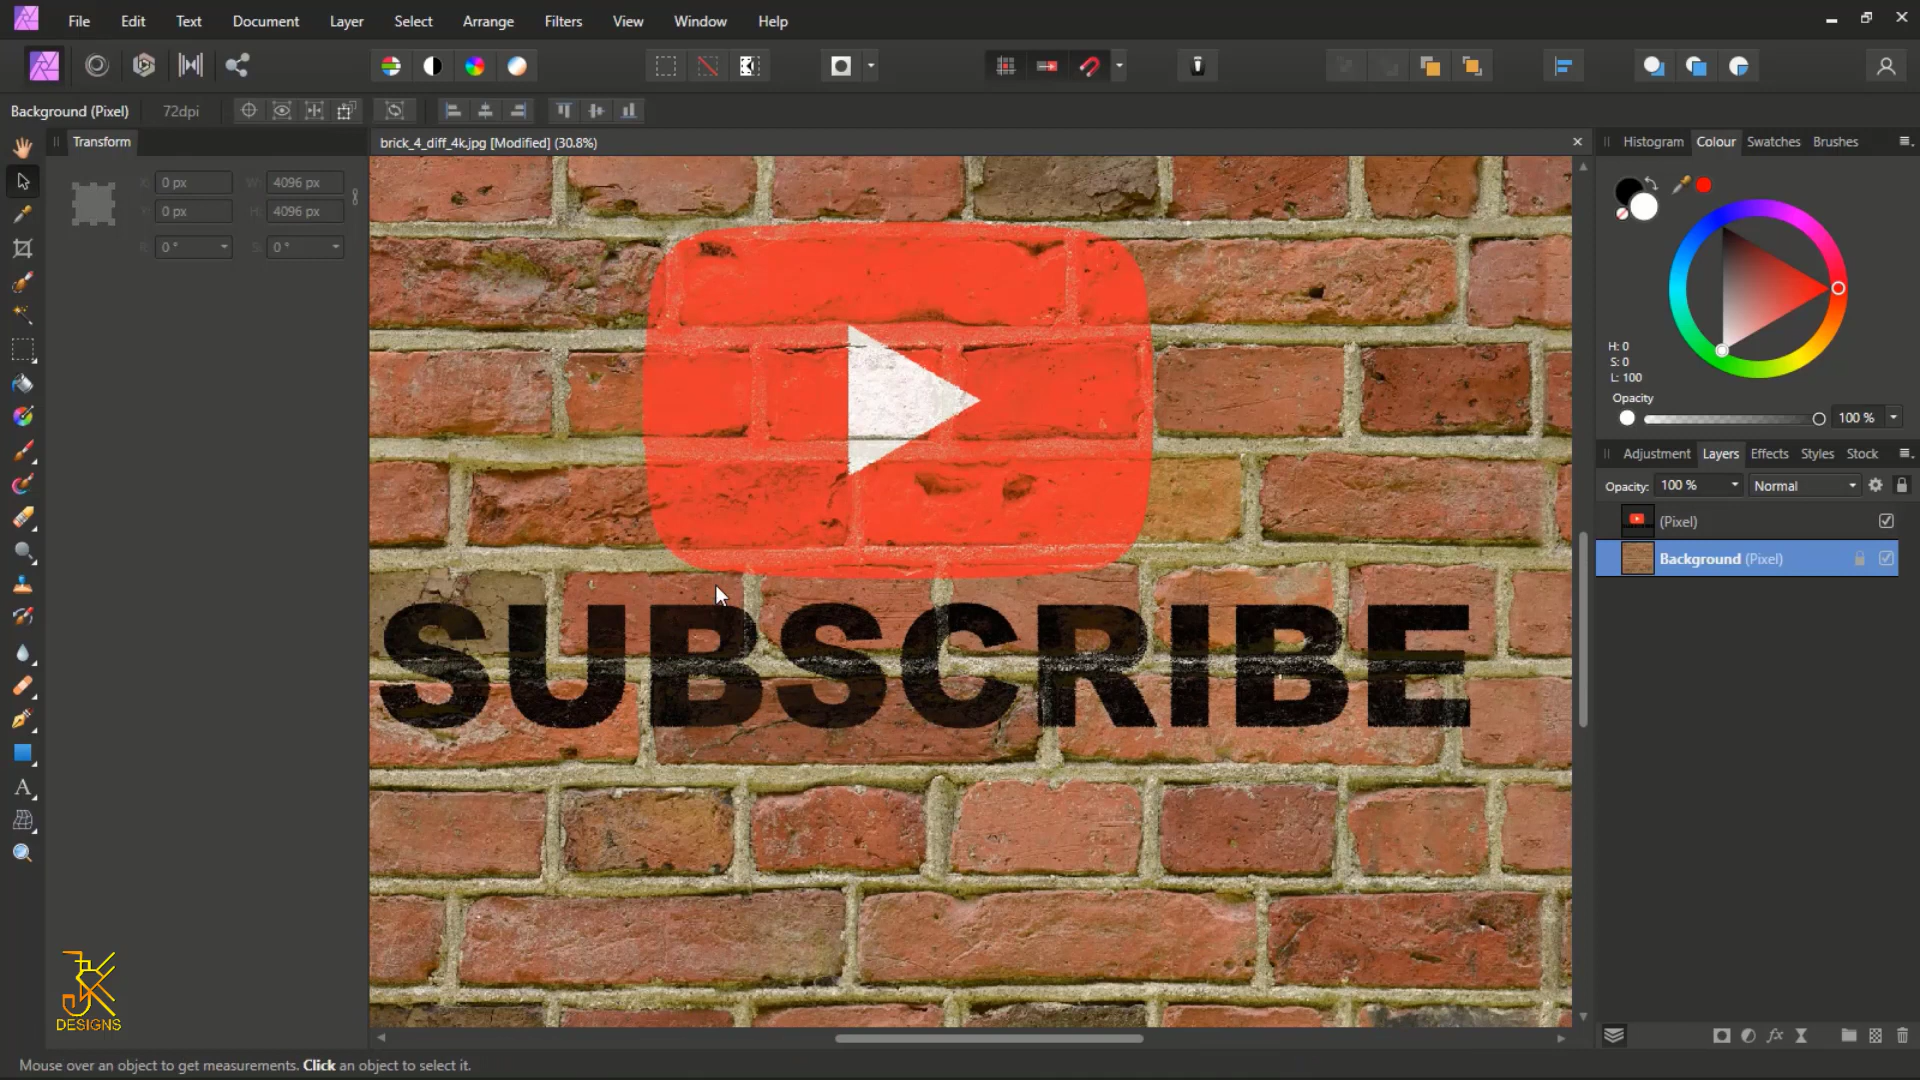 File Edit Text Document Layer Select Arrange Filters View Window Help
Background (Pixel) 72dpi
Transform
brick_4_diff_4k.jpg [Modified] (30.8%)
Histogram Colour Swatches Brushes
X: 0 px W: 4096 px
Y: 0 px H: 4096 px
R: 0 ° S: 0 °
H: 0
S: 0
L: 100
Opacity
100 %
Adjustment Layers Effects Styles Stock
Opacity: 100 % Normal
(Pixel)
Background (Pixel)
SUBSCRIBE
A
JK
DESIGNS
Mouse over an object to get measurements. Click an object to select it.